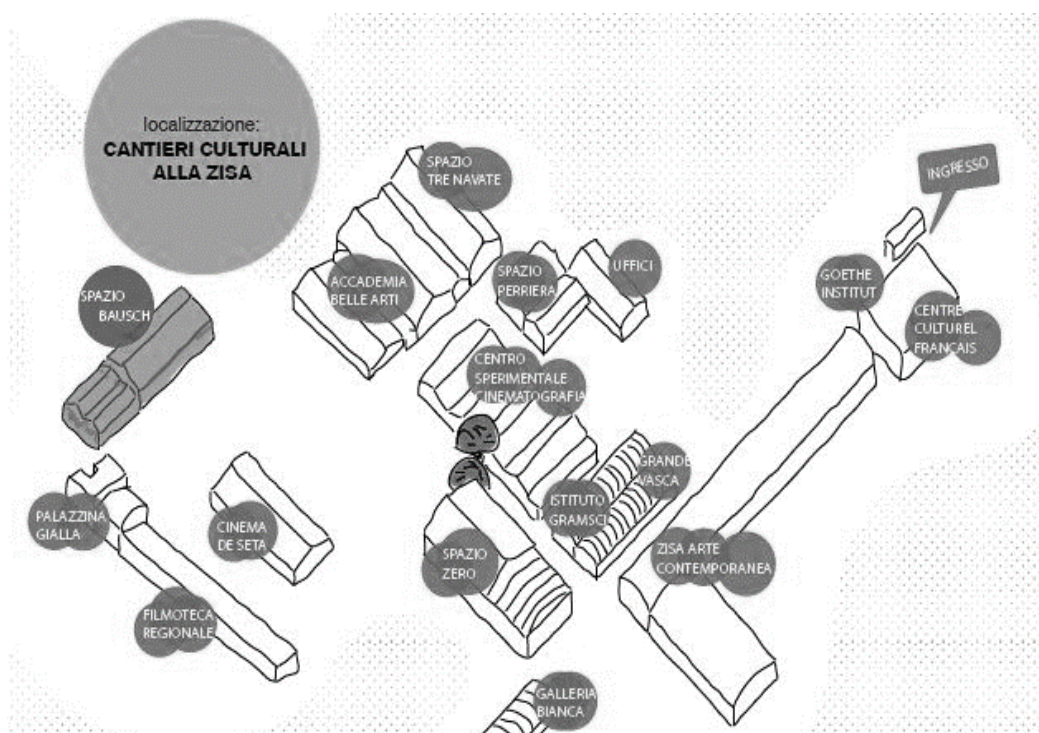 localizzazione:
CANTIERI CULTURALI
ALLA ZISA
SPAZIO
TRE NAVATE
INGRESSO
SPAZIO
BAUSCH
ACCADEMIA
BELLE ARTI
SPAZIO
PERRIERA
UFFICI
GOETHE
INSTITUT
CENTRE
CULTUREL
FRANÇAIS
CENTRO
SPERIMENTALE
CINEMATOGRAFIA
GRANDE
VASCA
ISTITUTO
GRAMSCI
PALAZZINA
GIALLA
CINEMA
DE SETA
SPAZIO
ZERO
ZISA ARTE
CONTEMPORANEA
FILMOTECA
REGIONALE
GALLERIA
BIANCA